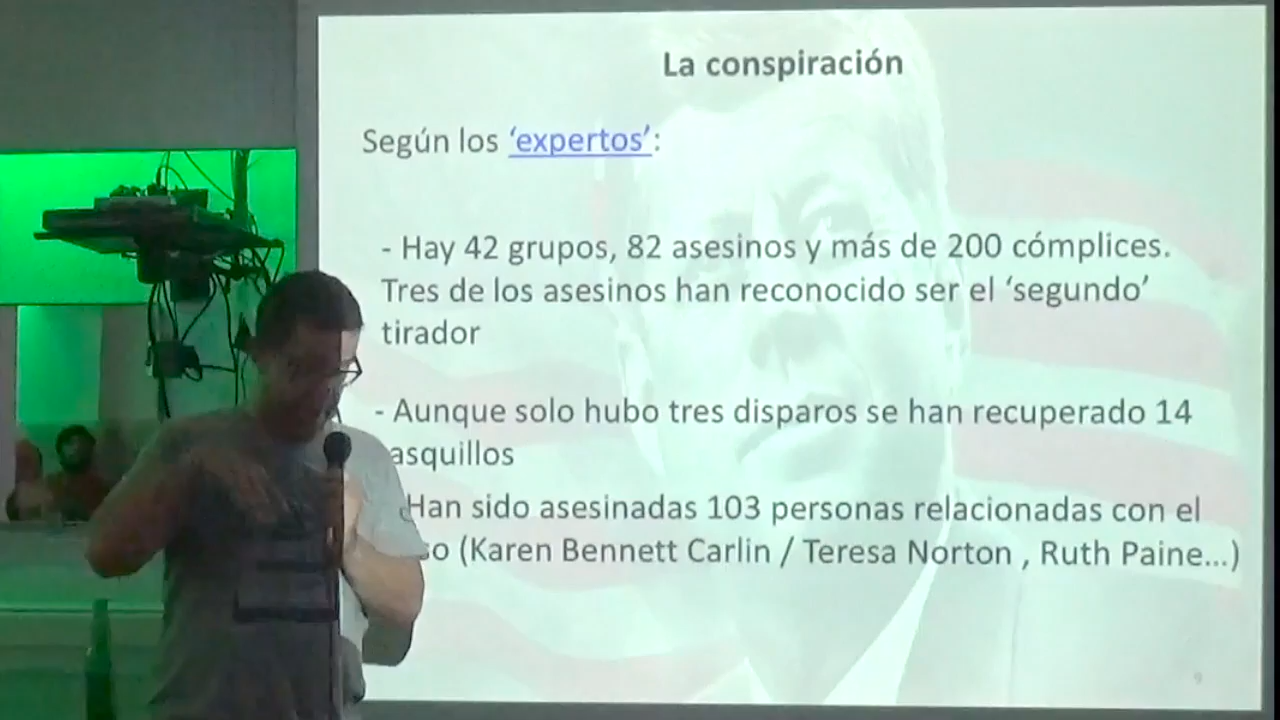 La conspiración
Según los ‘expertos’:
- Hay 42 grupos, 82 asesinos y más de 200 cómplices.
Tres de los asesinos han reconocido ser el ‘segundo’
tirador
- Aunque solo hubo tres disparos se han recuperado 14
asquillos
Han sido asesinadas 103 personas relacionadas con el
so (Karen Bennett Carlin / Teresa Norton , Ruth Paine...)
9